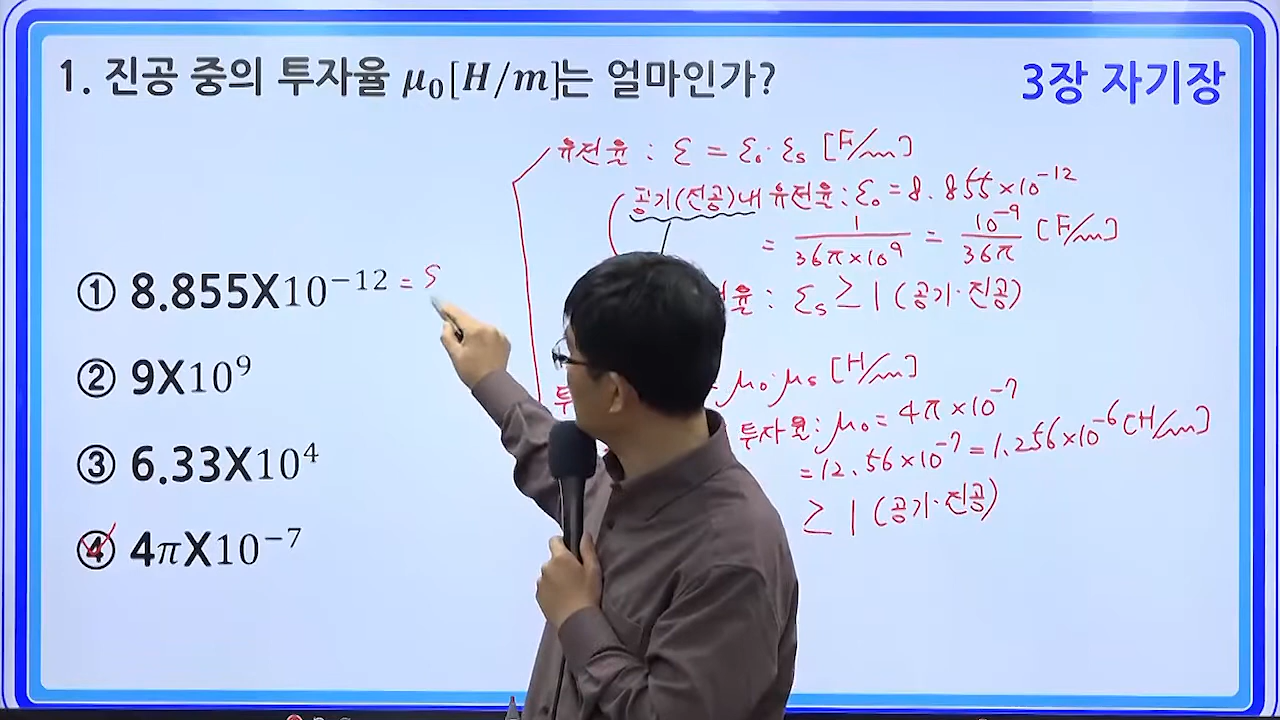 1. 진공 중의 투자율 μ₀[H/m]는 얼마인가?
3장 자기장
① 8.855X10⁻¹² =
② 9X10⁹
③ 6.33X10⁴
④ 4πX10⁻⁷
유전율 : ε = ε₀·εₛ [F/m]
공기(진공)내 유전율 : ε₀ = 8.855×10⁻¹²
= 1/(36π×10⁹) = 10⁻⁹/36π [F/m]
율 : εₛ ≥ 1 (공기·진공)
μ₀·μₛ [H/m]
투자율 : μ₀ = 4π×10⁻⁷
= 12.56×10⁻⁷ = 1.256×10⁻⁶ [H/m]
≥ 1 (공기·진공)